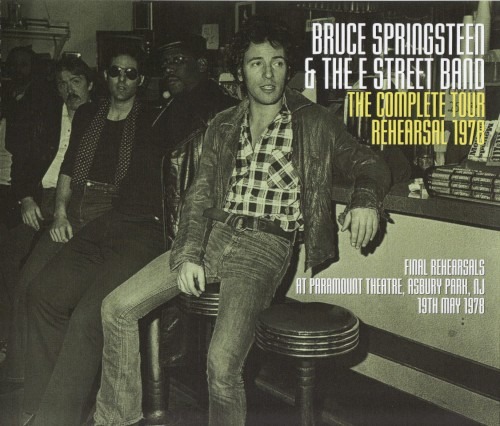 BRUCE SPRINGSTEEN
& THE E STREET BAND
THE COMPLETE TOUR
REHEARSAL 1978
FINAL REHEARSALS
AT PARAMOUNT THEATRE, ASBURY PARK, NJ
19TH MAY 1978